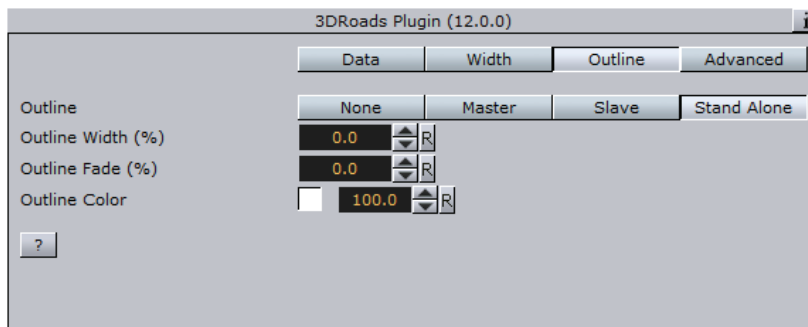 3DRoads Plugin (12.0.0) i
Data Width Outline Advanced
Outline None Master Slave Stand Alone
Outline Width (%) 0.0 R
Outline Fade (%) 0.0 R
Outline Color 100.0 R
?